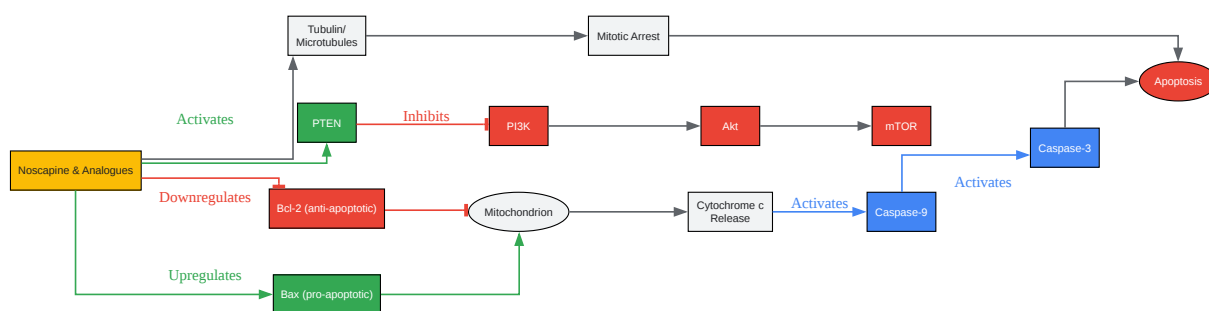 Tubulin/
Microtubules
Mitotic Arrest
Apoptosis
Activates
PTEN
Inhibits
PI3K
Akt
mTOR
Caspase-3
Noscapine & Analogues
Downregulates
Bcl-2 (anti-apoptotic)
Mitochondrion
Cytochrome c
Release
Activates
Caspase-9
Activates
Upregulates
Bax (pro-apoptotic)